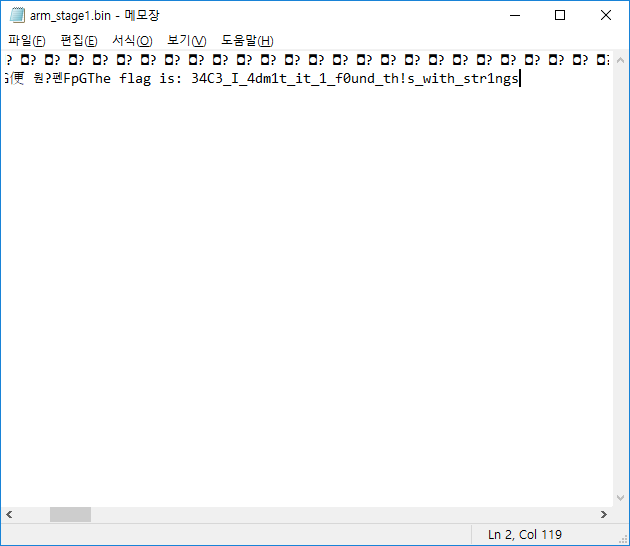 arm_stage1.bin - 메모장
파일(F) 편집(E) 서식(O) 보기(V) 도움말(H)
? ? ? ? ? ? ? ? ? ? ? ? ? ? ? ? ? ? ? ? ? ? ? ? ?
G便 원?펜FpGThe flag is: 34C3_I_4dm1t_it_1_f0und_th!s_with_str1ngs
Ln 2, Col 119